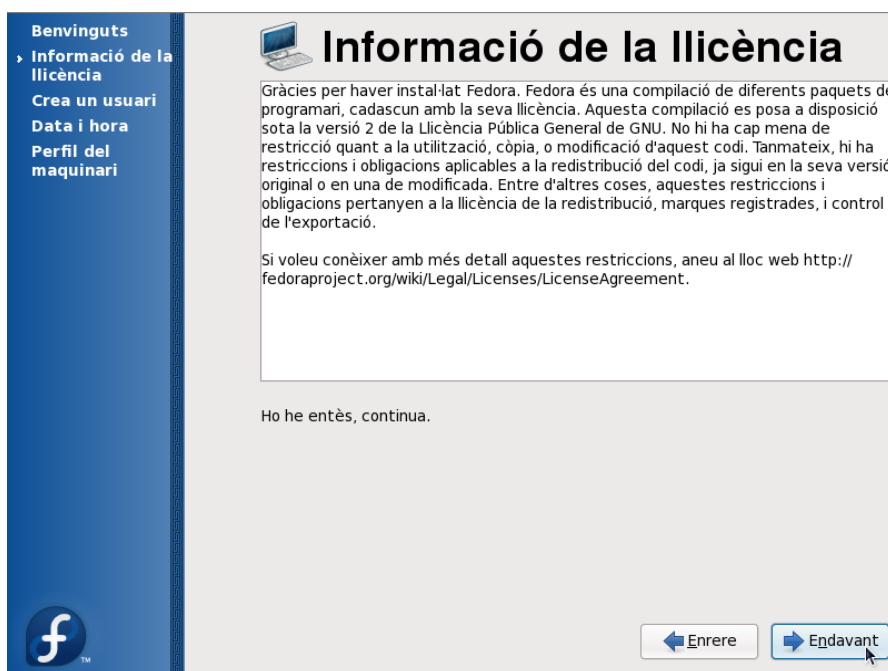 Benvinguts
Informació de la
llicència
Crea un usuari
Data i hora
Perfil del
maquinari
Informació de la llicència
Gràcies per haver instal·lat Fedora. Fedora és una compilació de diferents paquets de
programari, cadascun amb la seva llicència. Aquesta compilació es posa a disposició
sota la versió 2 de la Llicència Pública General de GNU. No hi ha cap mena de
restricció quant a la utilització, còpia, o modificació d'aquest codi. Tanmateix, hi ha
restriccions i obligacions aplicables a la redistribució del codi, ja sigui en la seva versió
original o en una de modificada. Entre d'altres coses, aquestes restriccions i
obligacions pertanyen a la llicència de la redistribució, marques registrades, i control
de l'exportació.
Si voleu conèixer amb més detall aquestes restriccions, aneu al lloc web http://
fedoraproject.org/wiki/Legal/Licenses/LicenseAgreement.
Ho he entès, continua.
Enrere
Endavant
TM